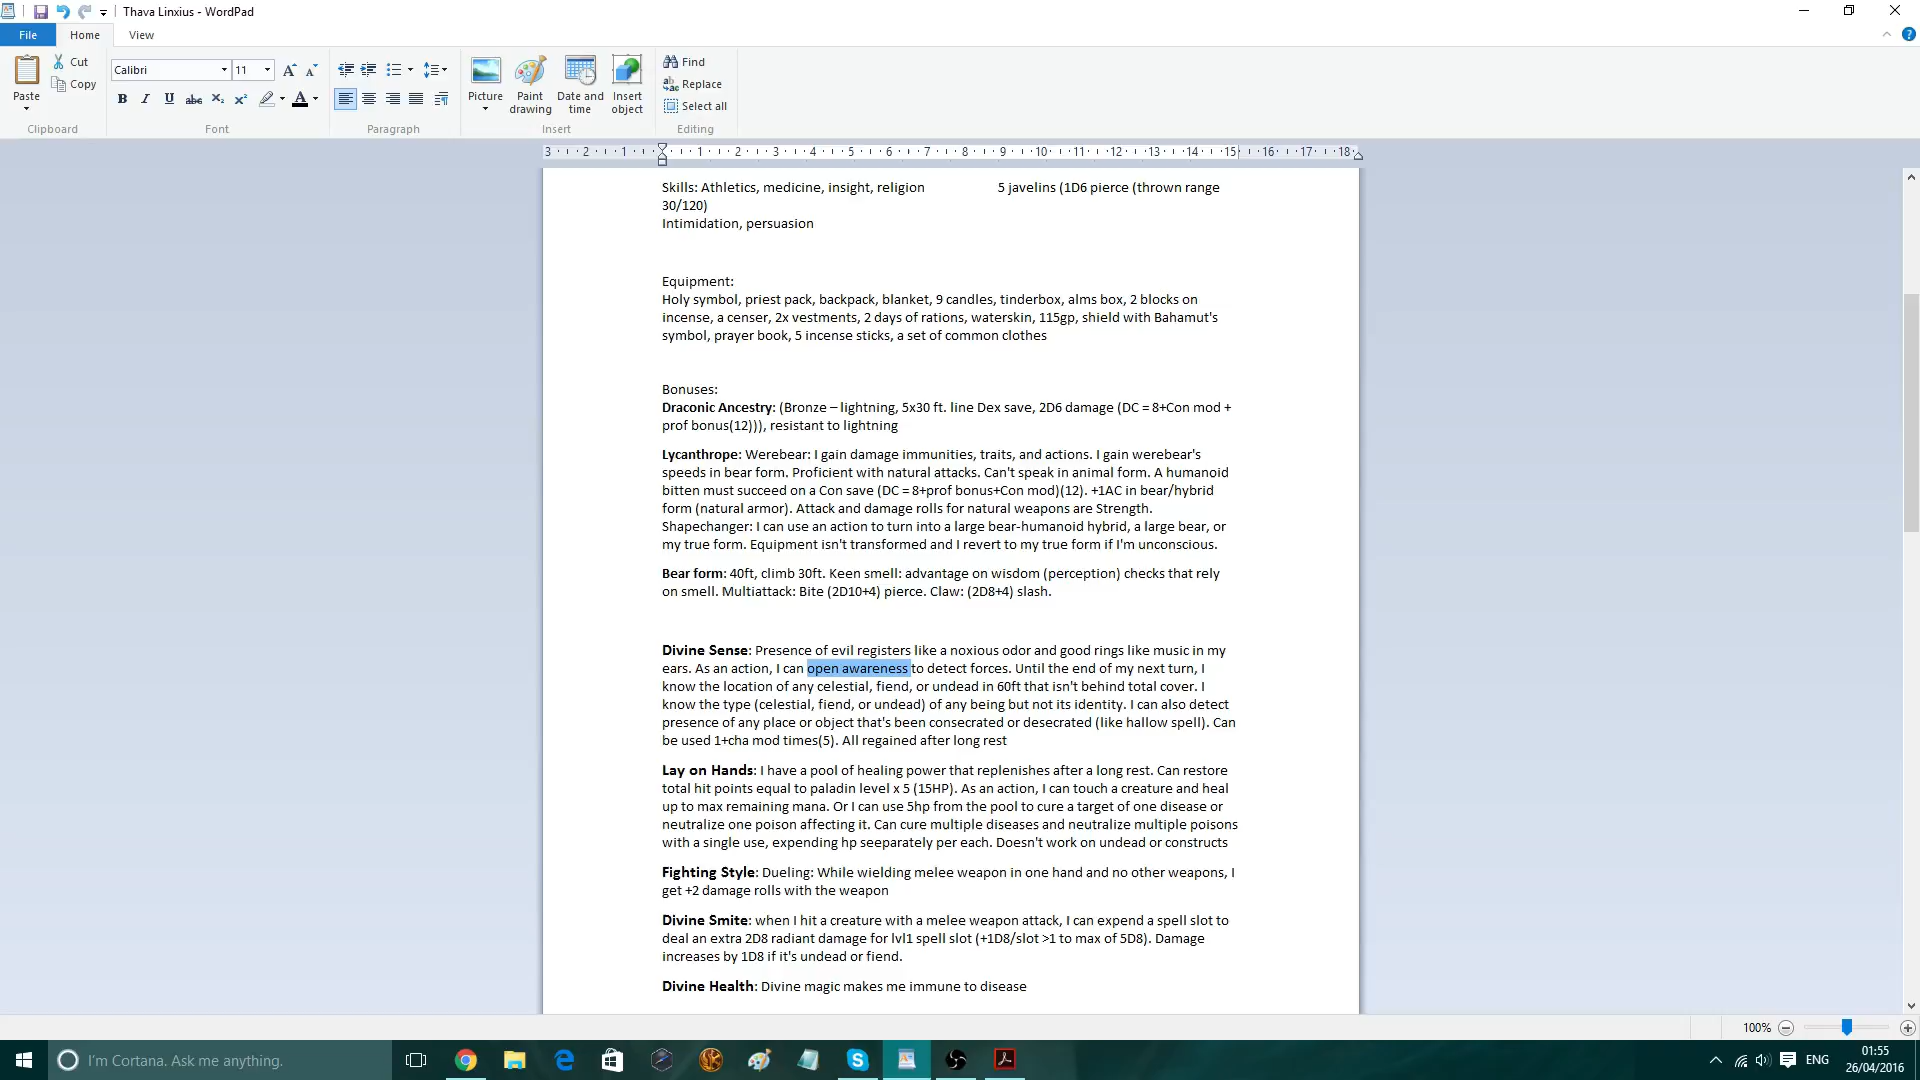 Thava Linxius - WordPad
File Home View
Paste
Cut
Copy
Clipboard
Calibri 11
B I U abc X₂ X² A
Font
Paragraph
Picture
Paint drawing
Date and time
Insert object
Insert
Find
Replace
Select all
Editing
3 2 1 1 2 3 4 5 6 7 8 9 10 11 12 13 14 15 16 17 18
Skills: Athletics, medicine, insight, religion 5 javelins (1D6 pierce (thrown range
30/120)
Intimidation, persuasion
Equipment:
Holy symbol, priest pack, backpack, blanket, 9 candles, tinderbox, alms box, 2 blocks on
incense, a censer, 2x vestments, 2 days of rations, waterskin, 115gp, shield with Bahamut's
symbol, prayer book, 5 incense sticks, a set of common clothes
Bonuses:
Draconic Ancestry: (Bronze – lightning, 5x30 ft. line Dex save, 2D6 damage (DC = 8+Con mod +
prof bonus(12))), resistant to lightning
Lycanthrope: Werebear: I gain damage immunities, traits, and actions. I gain werebear's
speeds in bear form. Proficient with natural attacks. Can't speak in animal form. A humanoid
bitten must succeed on a Con save (DC = 8+prof bonus+Con mod)(12). +1AC in bear/hybrid
form (natural armor). Attack and damage rolls for natural weapons are Strength.
Shapechanger: I can use an action to turn into a large bear-humanoid hybrid, a large bear, or
my true form. Equipment isn't transformed and I revert to my true form if I'm unconscious.
Bear form: 40ft, climb 30ft. Keen smell: advantage on wisdom (perception) checks that rely
on smell. Multiattack: Bite (2D10+4) pierce. Claw: (2D8+4) slash.
Divine Sense: Presence of evil registers like a noxious odor and good rings like music in my
ears. As an action, I can open awareness to detect forces. Until the end of my next turn, I
know the location of any celestial, fiend, or undead in 60ft that isn't behind total cover. I
know the type (celestial, fiend, or undead) of any being but not its identity. I can also detect
presence of any place or object that's been consecrated or desecrated (like hallow spell). Can
be used 1+cha mod times(5). All regained after long rest
Lay on Hands: I have a pool of healing power that replenishes after a long rest. Can restore
total hit points equal to paladin level x 5 (15HP). As an action, I can touch a creature and heal
up to max remaining mana. Or I can use 5hp from the pool to cure a target of one disease or
neutralize one poison affecting it. Can cure multiple diseases and neutralize multiple poisons
with a single use, expending hp seeparately per each. Doesn't work on undead or constructs
Fighting Style: Dueling: While wielding melee weapon in one hand and no other weapons, I
get +2 damage rolls with the weapon
Divine Smite: when I hit a creature with a melee weapon attack, I can expend a spell slot to
deal an extra 2D8 radiant damage for lvl1 spell slot (+1D8/slot >1 to max of 5D8). Damage
increases by 1D8 if it's undead or fiend.
Divine Health: Divine magic makes me immune to disease
100%
I'm Cortana. Ask me anything.
ENG
01:55
26/04/2016